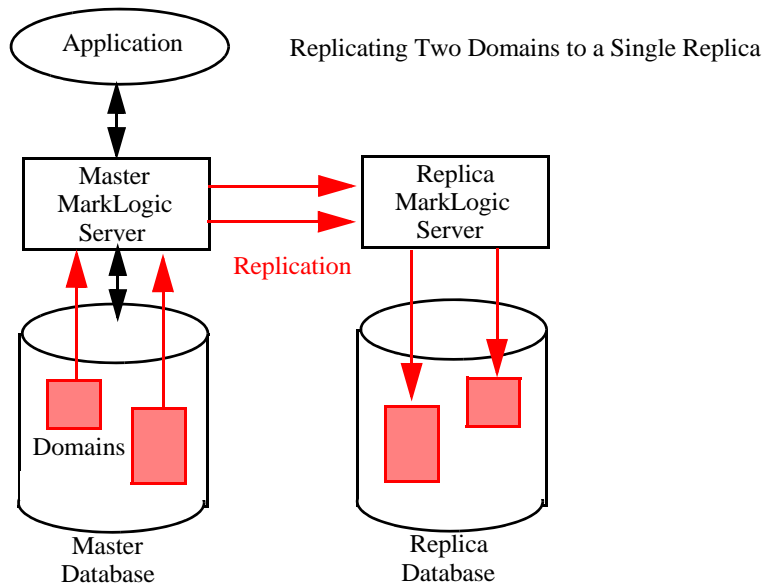 Application
Replicating Two Domains to a Single Replica
Master
MarkLogic
Server
Replica
MarkLogic
Server
Replication
Domains
Master
Database
Replica
Database